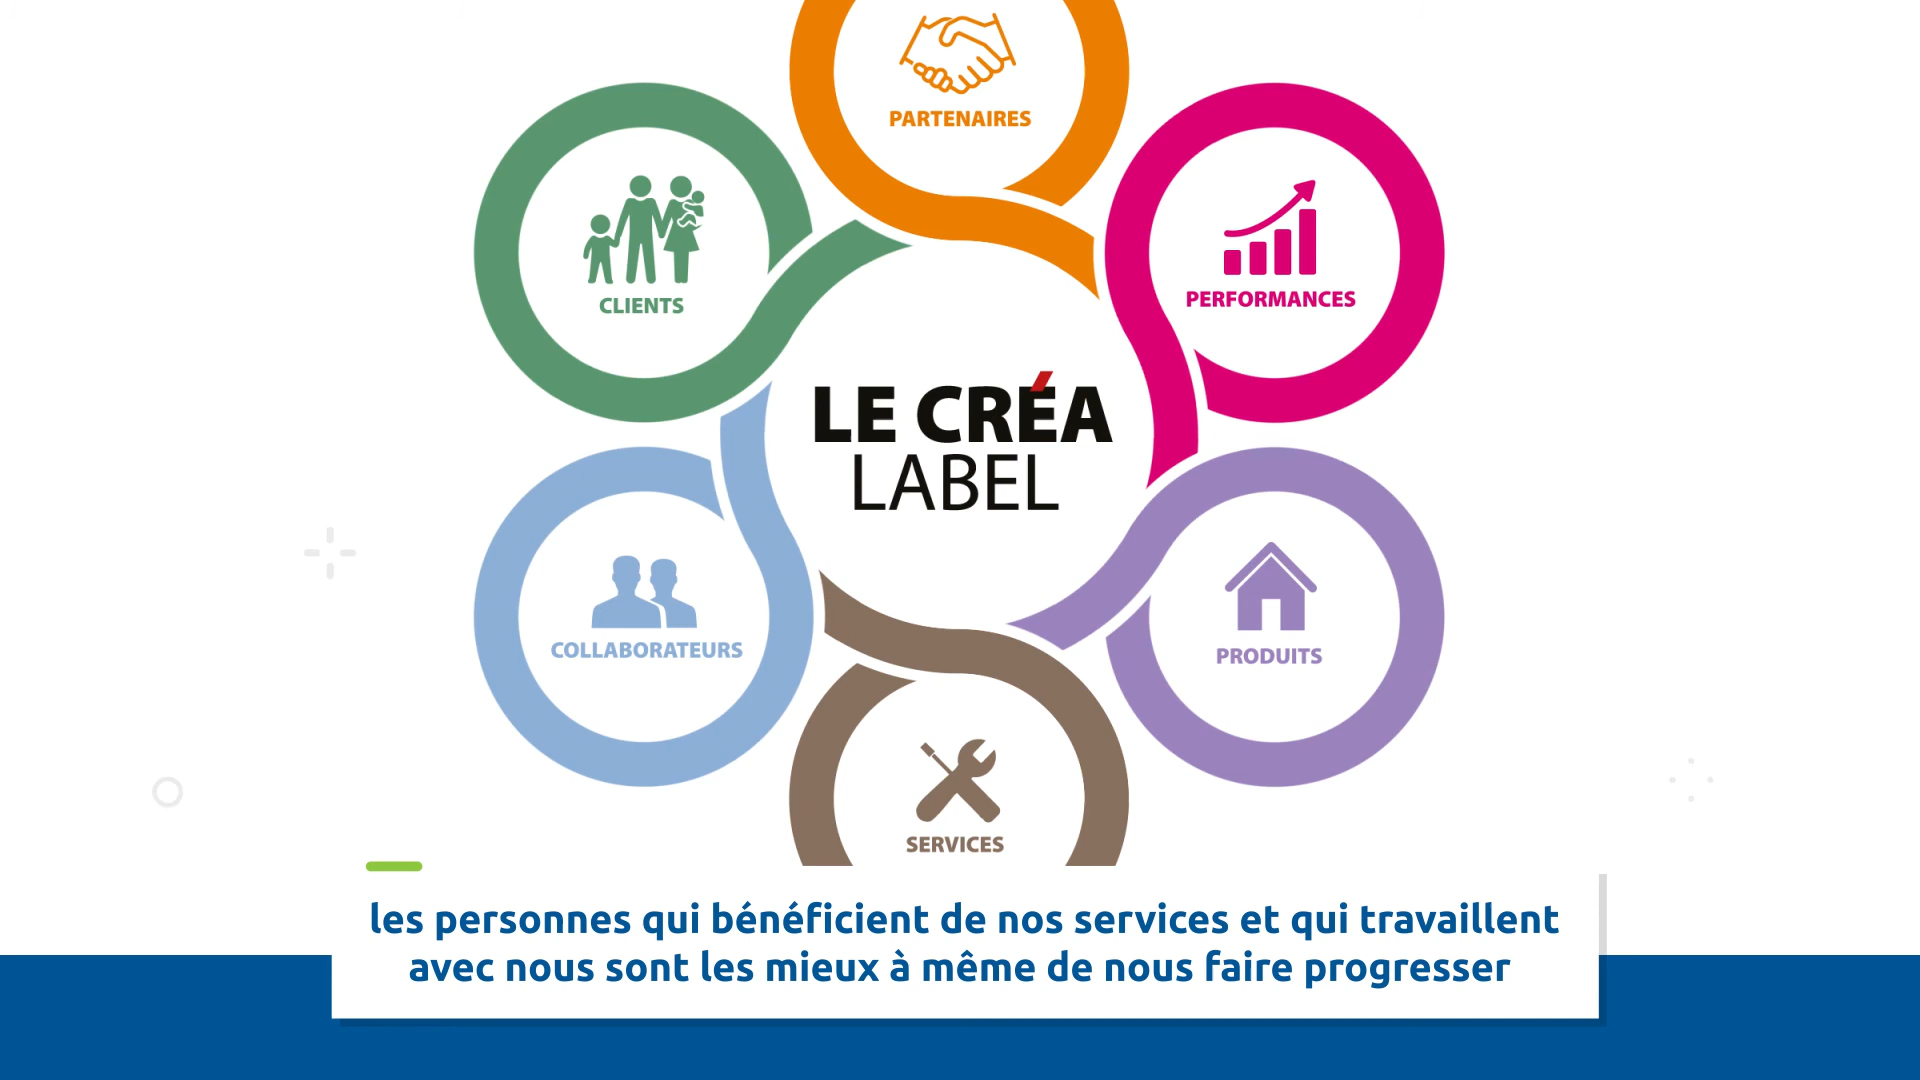 PARTENAIRES
CLIENTS
PERFORMANCES
LE CRÉA
LABEL
COLLABORATEURS
PRODUITS
SERVICES
les personnes qui bénéficient de nos services et qui travaillent
avec nous sont les mieux à même de nous faire progresser